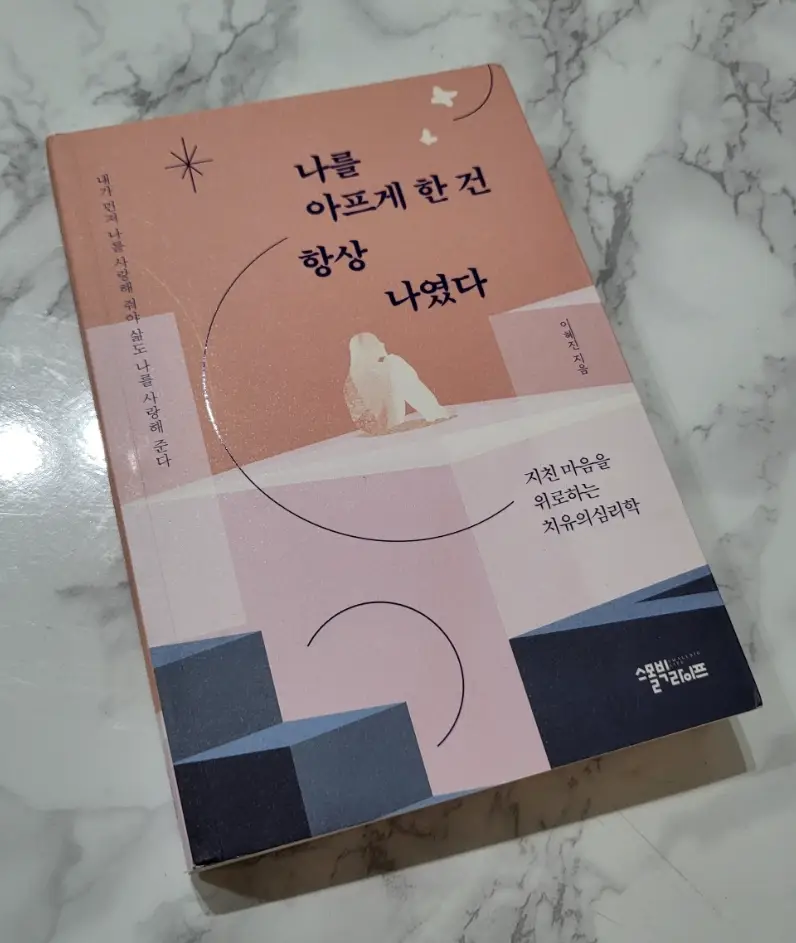 나를
아프게 한 건
항상
나였다
내가 먼저 나를 사랑해 줘야 삶도 나를 사랑해 준다
이혜진 지음
지친 마음을
위로하는
치유의심리학
스몰빅라이프